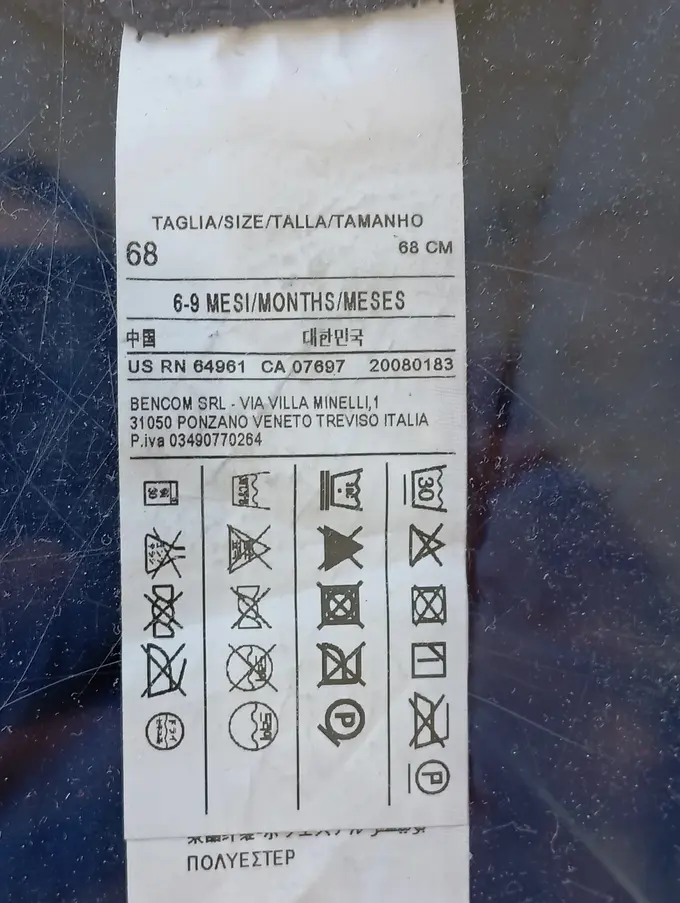 TAGLIA/SIZE/TALLA/TAMANHO
68 68 CM
6-9 MESI/MONTHS/MESES
中国 대한민국
US RN 64961 CA 07697 20080183
BENCOM SRL - VIA VILLA MINELLI,1
31050 PONZANO VENETO TREVISO ITALIA
P.iva 03490770264
30
30
P
P
ΠΟΛΥΕΣΤΕΡ